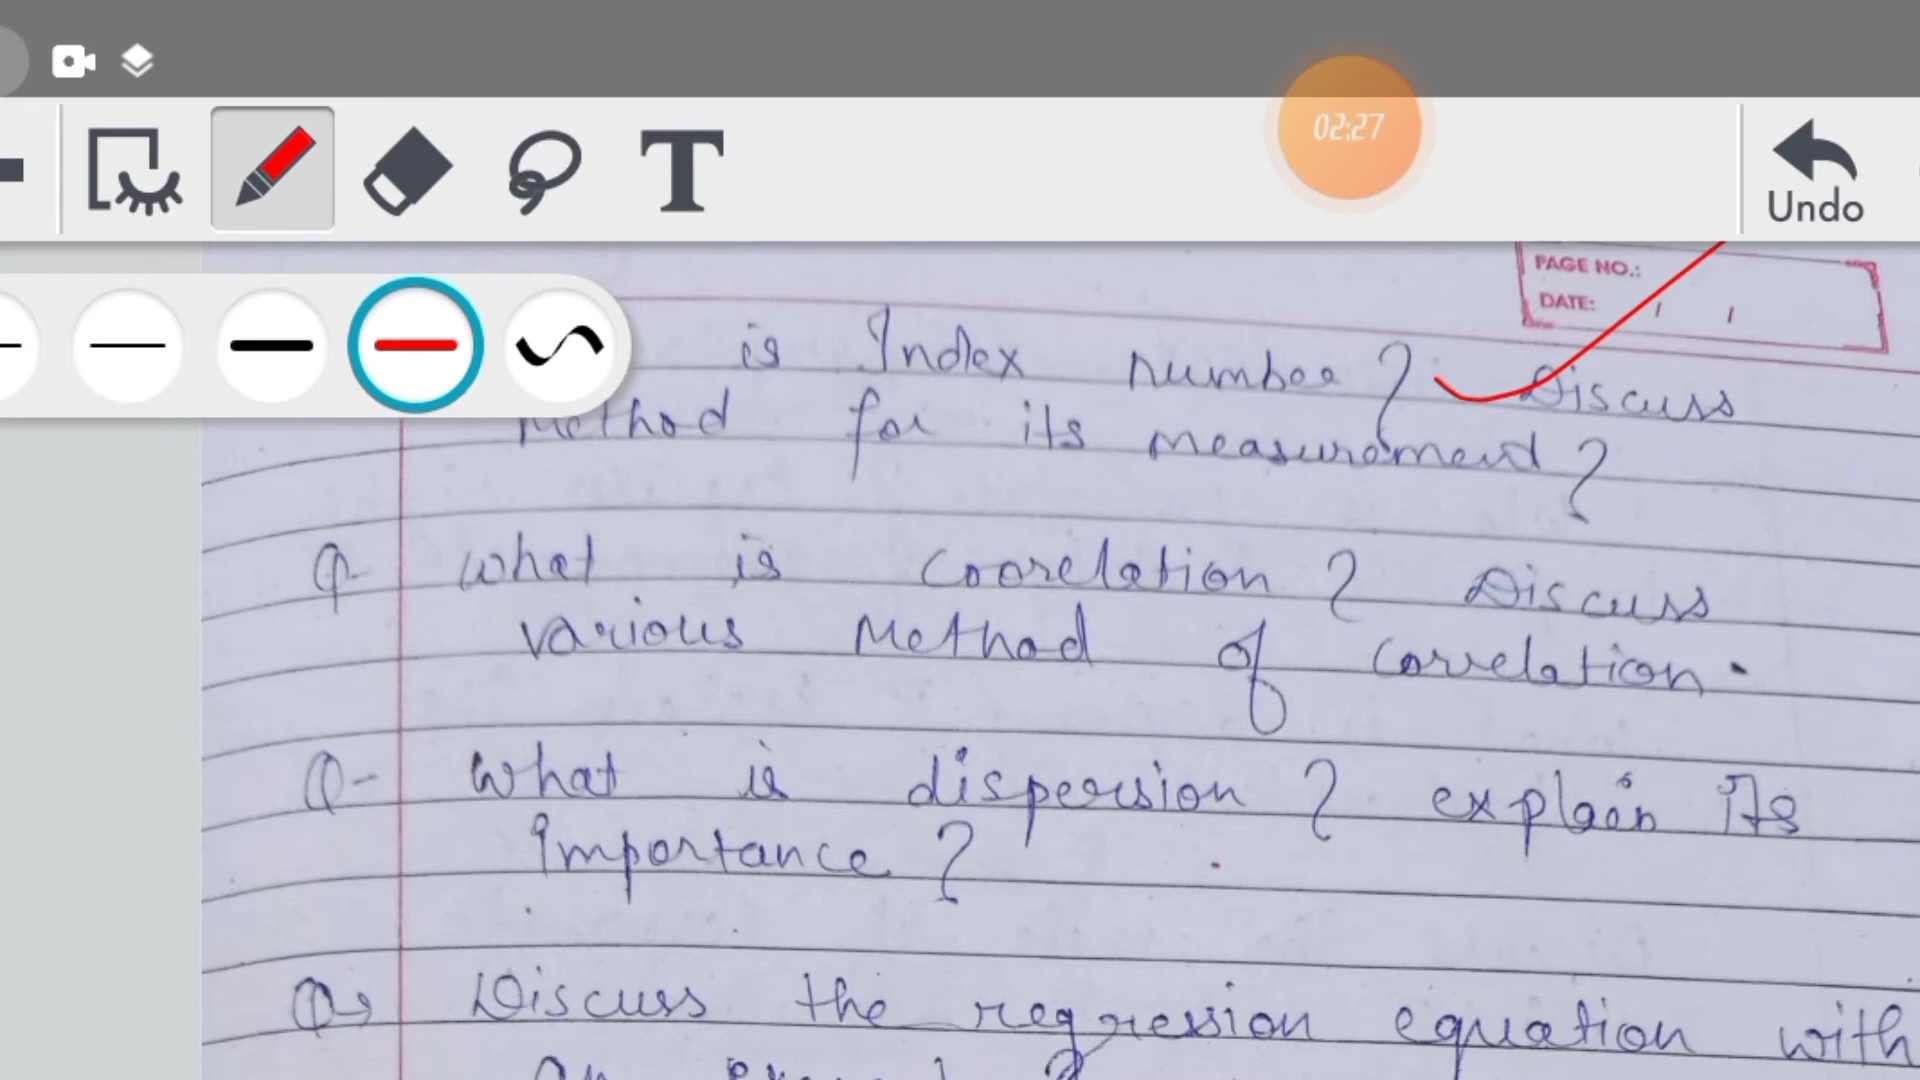 02:27
T
Undo
PAGE NO.:
DATE: / /
is Index number ? Discuss
Method for its measurement ?
Q- what is Coorelation ? Discuss
various Method of Correlation.
Q- What is dispersion ? explain Its
Importance ?
Q→ Discuss the regression equation with
an